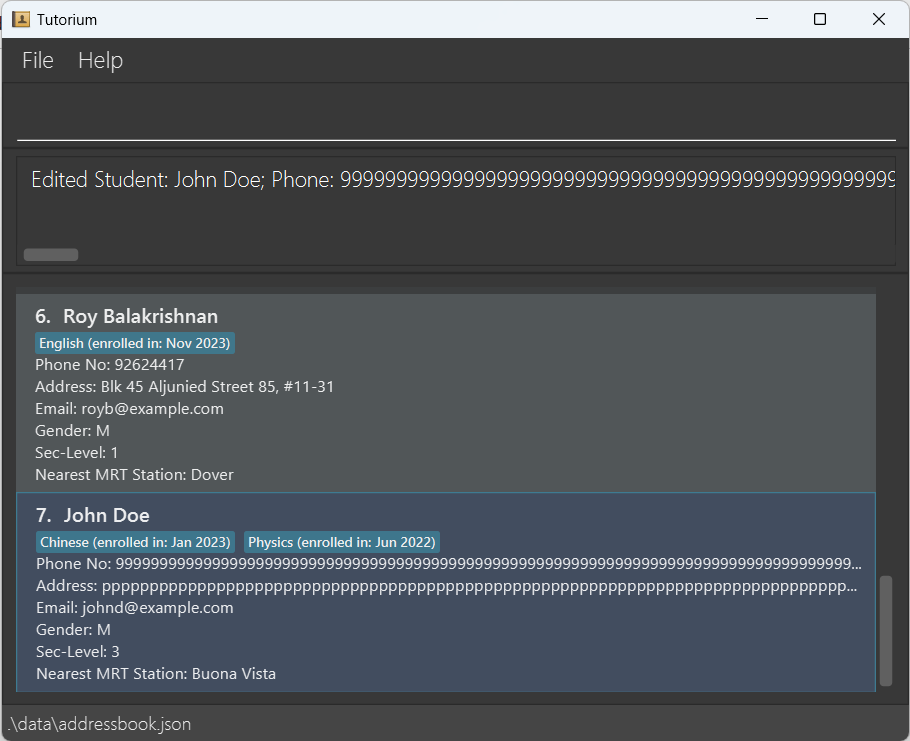 Tutorium
File Help
Edited Student: John Doe; Phone: 99999999999999999999999999999999999999999999999999
6. Roy Balakrishnan
English (enrolled in: Nov 2023)
Phone No: 92624417
Address: Blk 45 Aljunied Street 85, #11-31
Email: royb@example.com
Gender: M
Sec-Level: 1
Nearest MRT Station: Dover
7. John Doe
Chinese (enrolled in: Jan 2023) Physics (enrolled in: Jun 2022)
Phone No: 9999999999999999999999999999999999999999999999999999999999999999999999999999999999999...
Address: pppppppppppppppppppppppppppppppppppppppppppppppppppppppppppppppppppppppppppppp...
Email: johnd@example.com
Gender: M
Sec-Level: 3
Nearest MRT Station: Buona Vista
.\data\addressbook.json